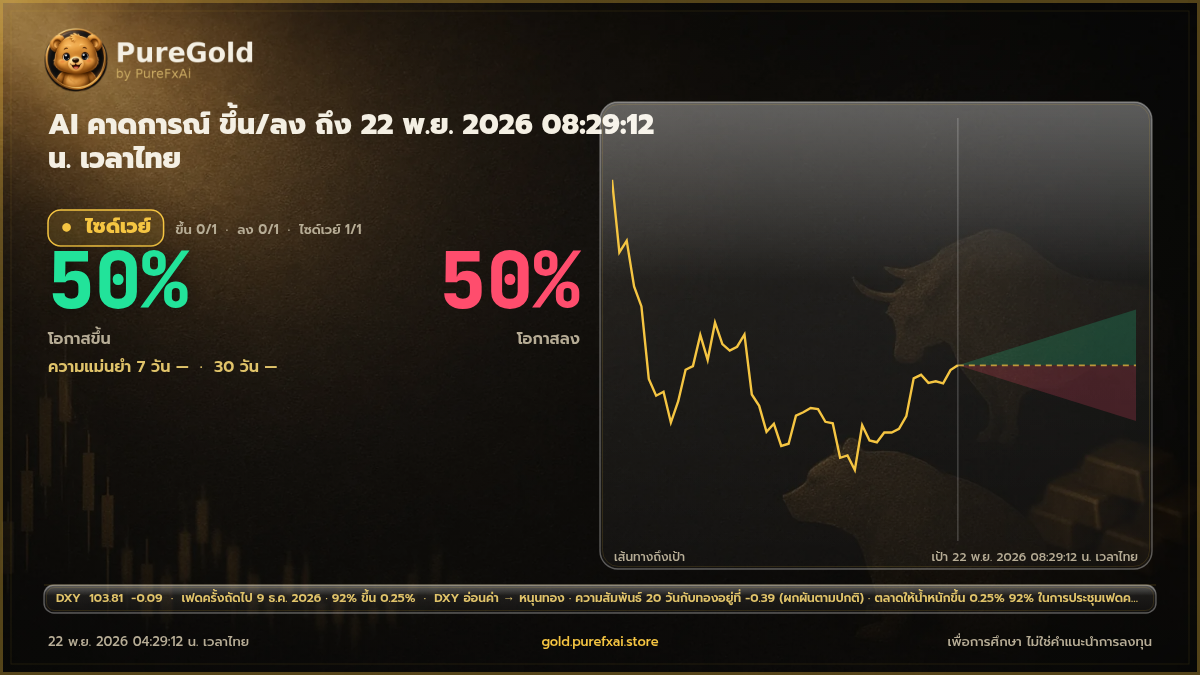 PureGold
by PureFxAi
AI คาดการณ์ ขึ้น/ลง ถึง 22 พ.ย. 2026 08:29:12
น. เวลาไทย
ไซด์เวย์
ขึ้น 0/1 · ลง 0/1 · ไซด์เวย์ 1/1
50%
50%
โอกาสขึ้น
โอกาสลง
ความแม่นยำ 7 วัน — · 30 วัน —
เส้นทางถึงเป้า
เป้า 22 พ.ย. 2026 08:29:12 น. เวลาไทย
DXY 103.81 -0.09 · เฟดครั้งถัดไป 9 ธ.ค. 2026 · 92% ขึ้น 0.25% · DXY อ่อนค่า → หนุนทอง · ความสัมพันธ์ 20 วันกับทองอยู่ที่ -0.39 (ผกผันตามปกติ) · ตลาดให้น้ำหนักขึ้น 0.25% 92% ในการประชุมเฟดค...
22 พ.ย. 2026 04:29:12 น. เวลาไทย
gold.purefxai.store
เพื่อการศึกษา ไม่ใช่คำแนะนำการลงทุน